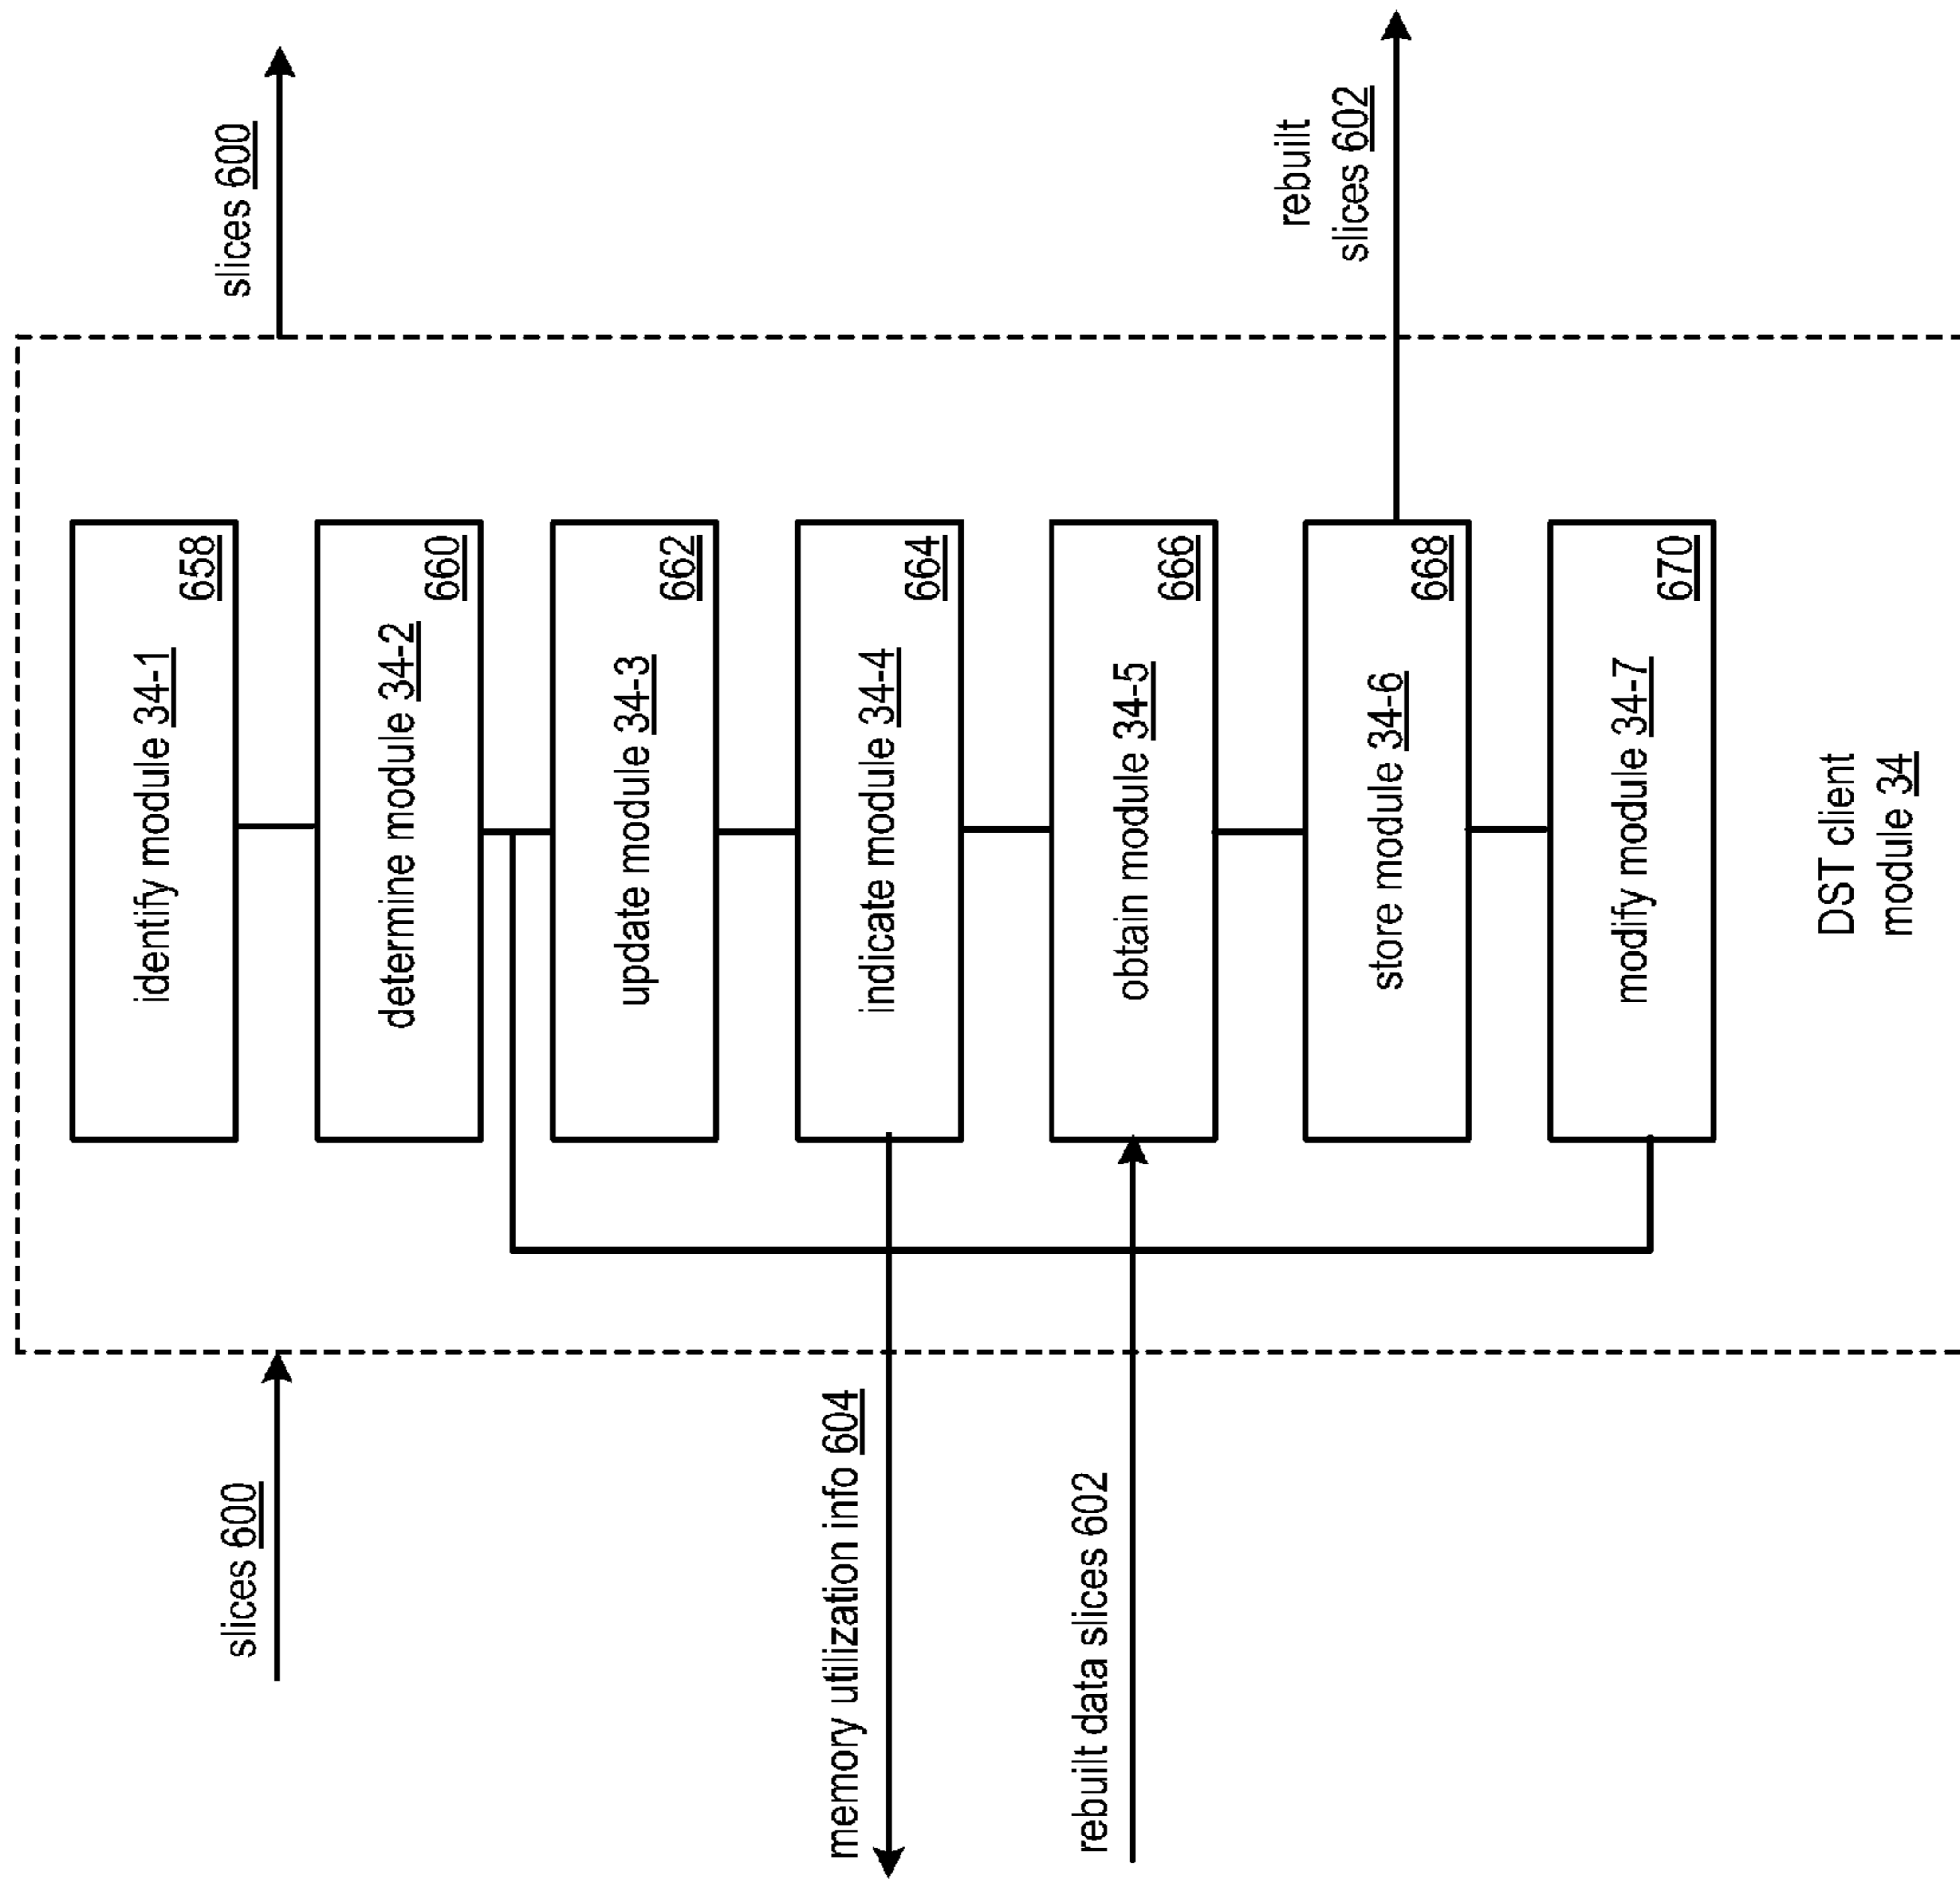 slices 600
slices 600
identify module 34-1
658
determine module 34-2
660
update module 34-3
662
memory utilization info 604
indicate module 34-4
664
rebuilt data slices 602
obtain module 34-5
666
rebuilt
slices 602
store module 34-6
668
modify module 34-7
670
DST client
module 34